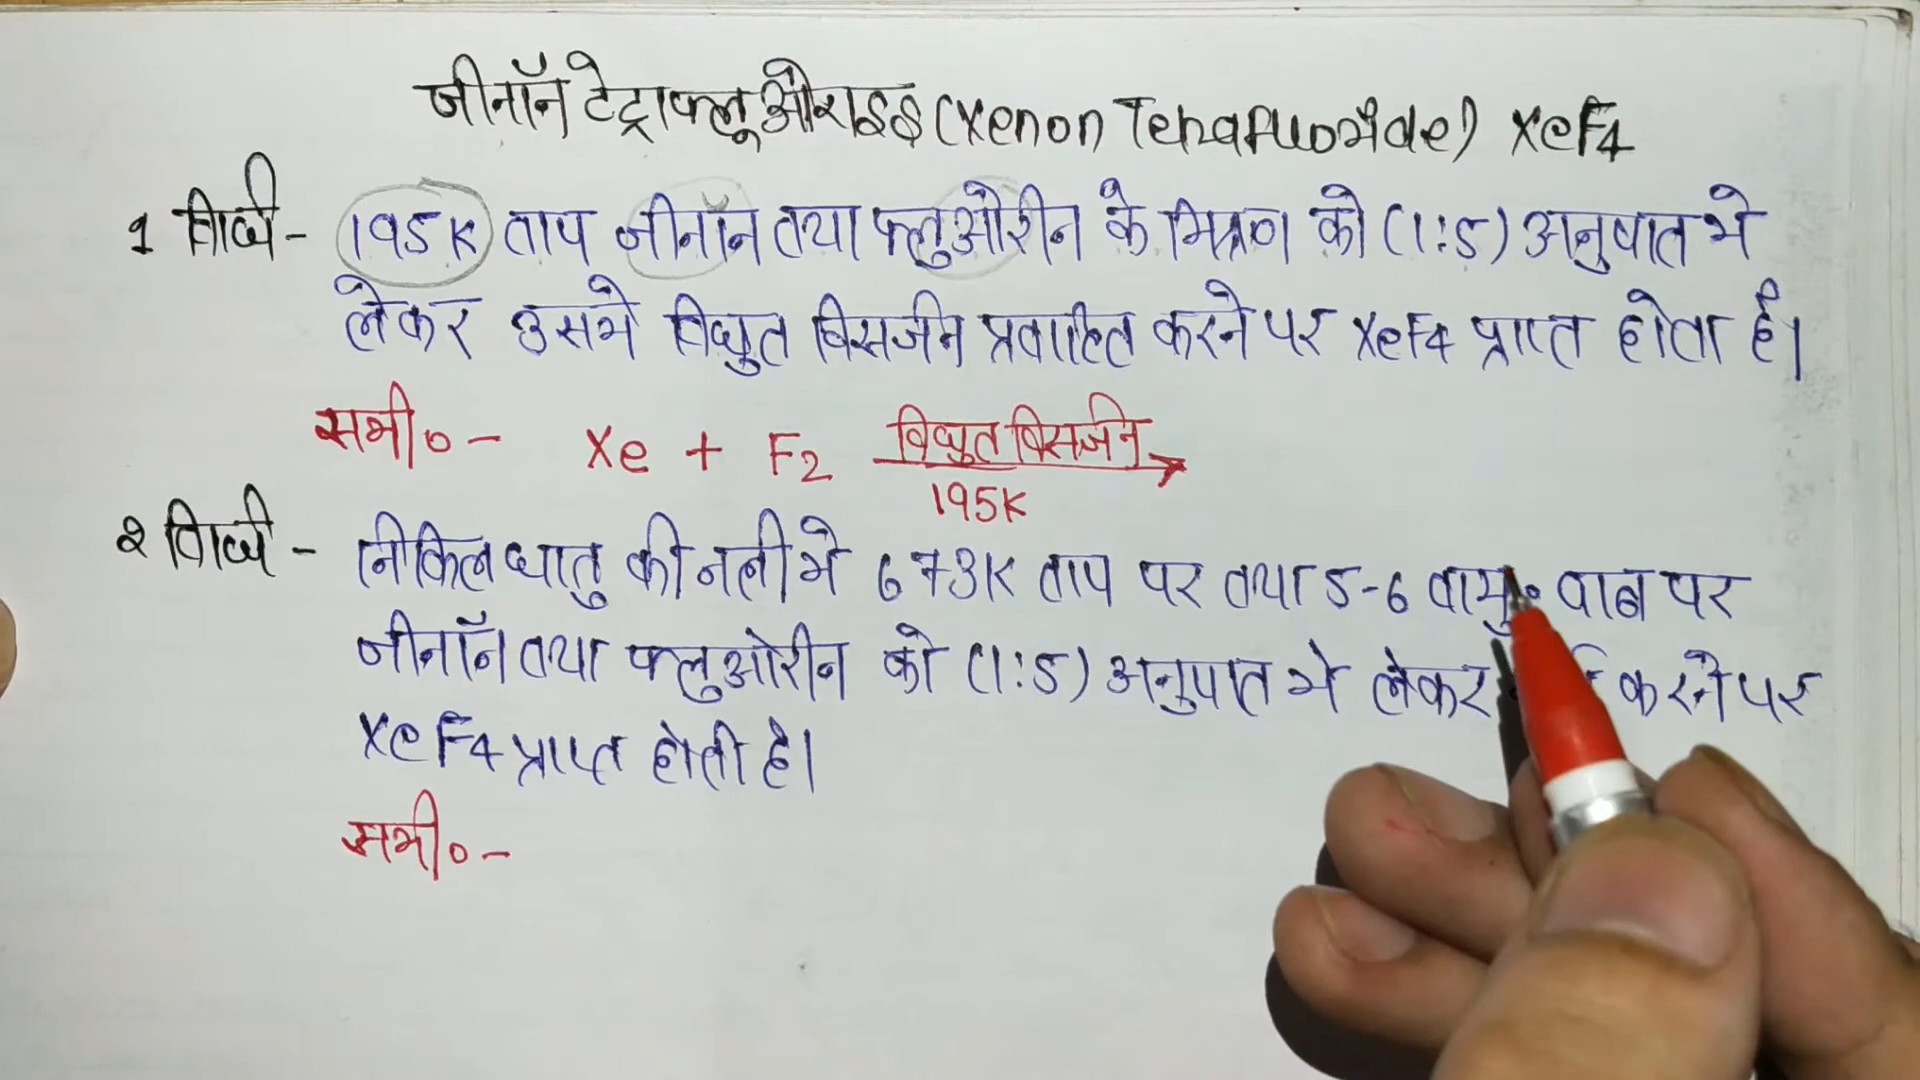 जीनॉन टेट्राफ्लूओराइड (Xenon Tetrafluoride) XeF4
1 विधि - 195K ताप जीनॉन तथा फ्लुओरीन के मिश्रण को (1:5) अनुपात मे
लेकर उसमे विधुत विसर्जन प्रवाहित करने पर XeF4 प्राप्त होता है।
समी० - Xe + F2 विधुत विसर्जन
195K
2 विधि - निकिल धातु की नली मे 673K ताप पर तथा 5-6 वायु० दाब पर
जीनॉन तथा फ्लुओरीन को (1:5) अनुपात मे लेकर करने पर
XeF4 प्राप्त होती है।
समी० -